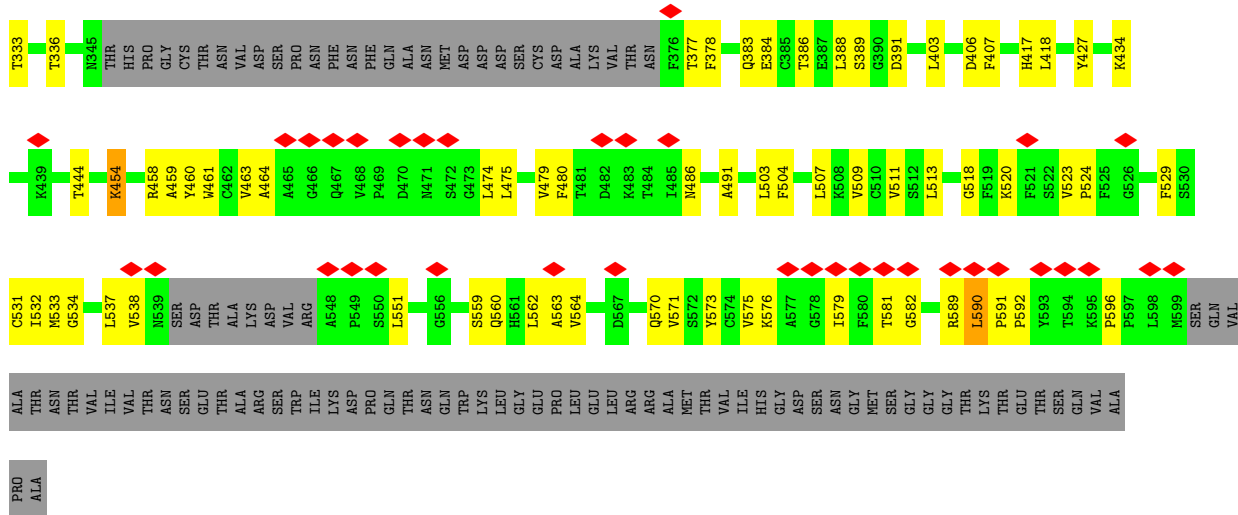 T333 T336 N345 THR HIS PRO GLY CYS THR ASN VAL ASP SER PRO ASN PHE ASN PHE GLN ALA ASN MET ASP ASP ASP SER CYS ASP ALA LYS VAL THR ASN F376 T377 F378 Q383 E384 C385 T386 E387 L388 S389 G390 D391 L403 D406 F407 H417 L418 Y427 K434
K439 T444 K454 R458 A459 Y460 W461 C462 V463 A464 A465 G466 Q467 V468 P469 D470 N471 S472 G473 L474 L475 V479 F480 T481 D482 K483 T484 I485 N486 A491 L503 F504 L507 K508 V509 C510 V511 S512 L513 G518 F519 K520 F521 S522 V523 P524 F525 G526 F529 S530
C531 I532 M533 G534 L537 V538 N539 SER ASP THR ALA LYS ASP VAL ARG A548 P549 S550 L551 G556 S559 Q560 H561 L562 A563 V564 D567 Q570 V571 S572 Y573 C574 V575 K576 A577 G578 I579 F580 T581 G582 R589 L590 P591 P592 Y593 T594 K595 P596 P597 L598 M599 SER GLN VAL
ALA THR ASN THR VAL ILE VAL THR ASN SER GLU THR ALA ARG SER TRP ILE LYS ASP PRO GLN THR ASN GLN TRP LYS LEU GLY GLU PRO LEU GLU LEU ARG ARG ALA MET THR VAL ILE HIS GLY ASP SER ASN GLY MET SER GLY GLY GLY THR LYS THR GLU THR SER GLN VAL ALA
PRO ALA